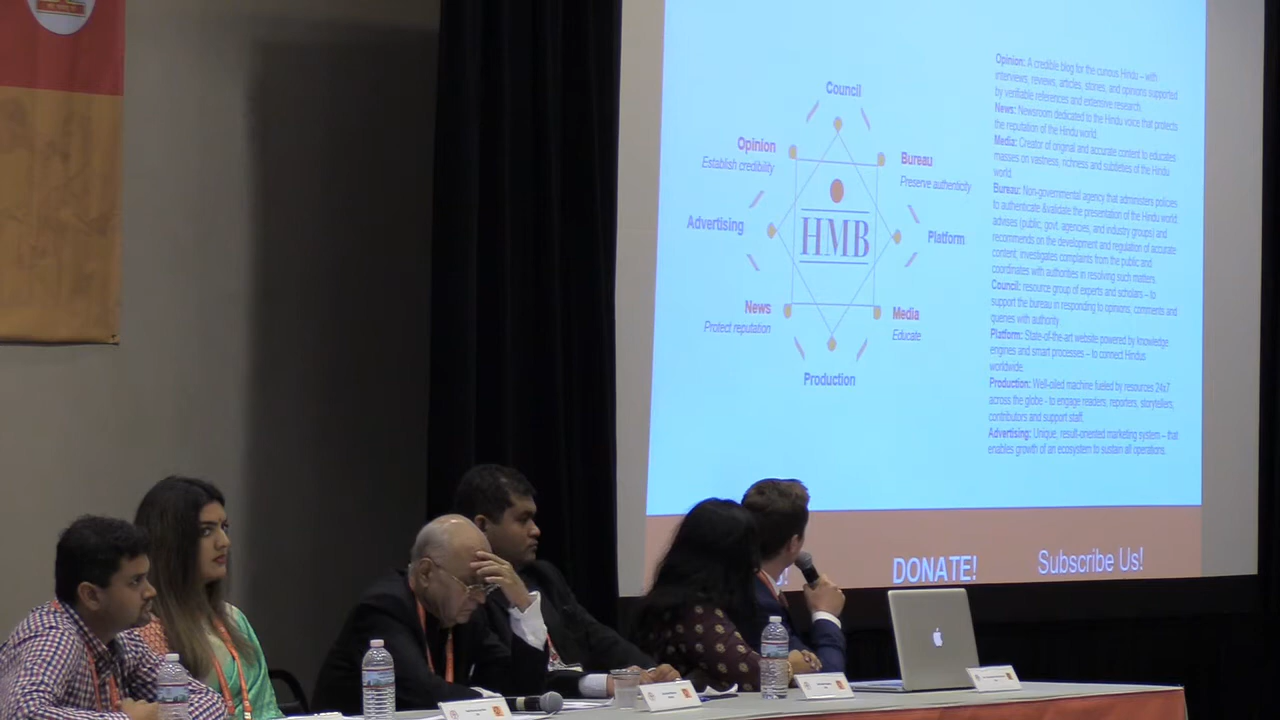 Council
Opinion
Establish credibility
Bureau
Preserve authenticity
Advertising
HMB
Platform
News
Protect reputation
Media
Educate
Production
Opinion: A credible blog for the curious Hindu – with
interviews, reviews, articles, stories, and opinions supported
by verifiable references and extensive research.
News: Newsroom dedicated to the Hindu voice that protects
the reputation of the Hindu world.
Media: Creator of original and accurate content to educate
masses on vastness, richness and subtleties of the Hindu
world.
Bureau: Non-governmental agency that administers policies
to authenticate &validate the presentation of the Hindu world
advises (public, govt. agencies, and industry groups) and
recommends on the development and regulation of accurate
content, investigates complaints from the public and
coordinates with authorities in resolving such matters.
Council: resource group of experts and scholars – to
support the bureau in responding to opinions, comments and
queries with authority.
Platform: State-of-the-art website powered by knowledge
engines and smart processes – to connect Hindus
worldwide.
Production: Well-oiled machine fueled by resources 24x7
across the globe - to engage readers, reporters, storytellers,
contributors and support staff.
Advertising: Unique, result-oriented marketing system – that
enables growth of an ecosystem to sustain all operations.
DONATE!
Subscribe Us!